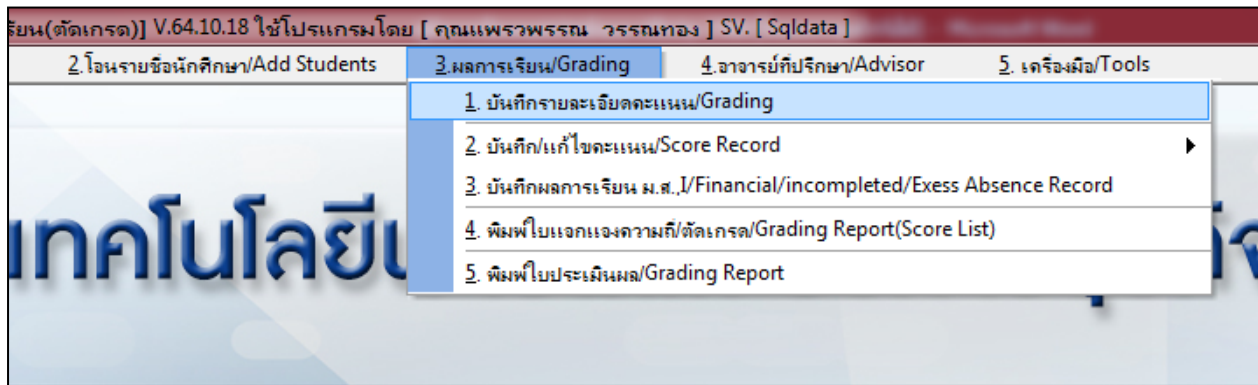 รียน(ตัดเกรด)] V.64.10.18 ใช้โปรแกรมโดย [ คุณแพรวพรรณ วรรณทอง ] SV. [ Sqldata ]
2.โอนรายชื่อนักศึกษา/Add Students 3.ผลการเรียน/Grading 4.อาจารย์ที่ปรึกษา/Advisor 5. เครื่องมือ/Tools
1. บันทึกรายละเอียดคะแนน/Grading
2. บันทึก/แก้ไขคะแนน/Score Record
3. บันทึกผลการเรียน ม.ส.,I/Financial/incompleted/Exess Absence Record
4. พิมพ์ใบแจกแจงความถี่/ตัดเกรด/Grading Report(Score List)
5. พิมพ์ใบประเมินผล/Grading Report
เทคโนโลยี